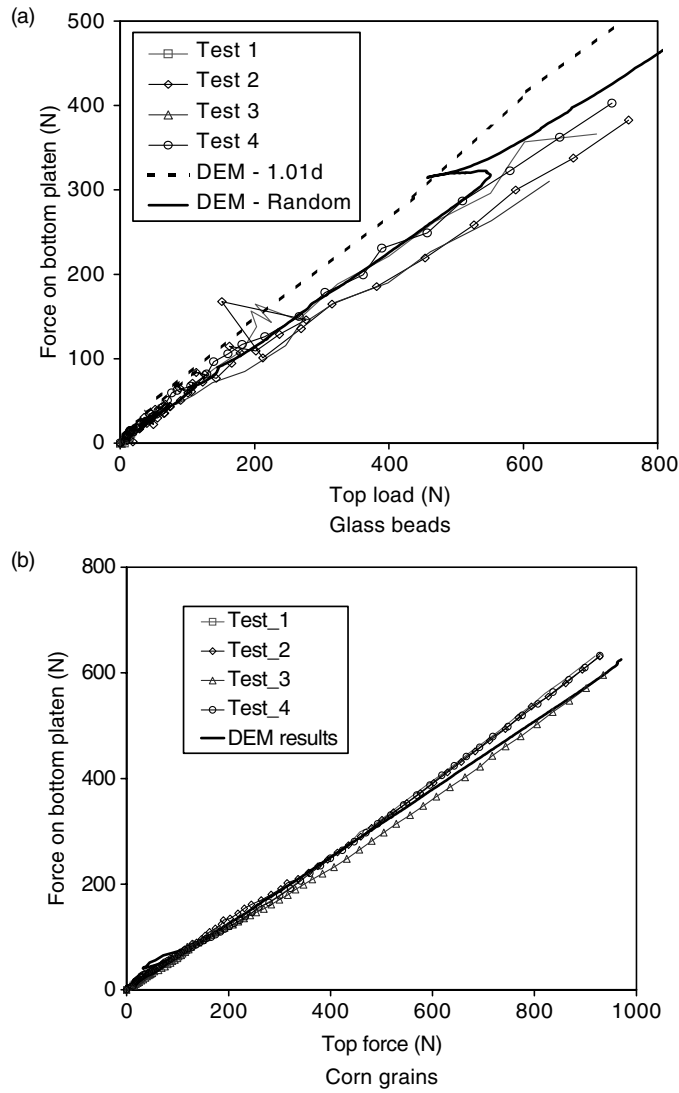 (a)
500
400
300
200
100
0
Force on bottom platen (N)
Test 1
Test 2
Test 3
Test 4
DEM - 1.01d
DEM - Random
0 200 400 600 800
Top load (N)
Glass beads
(b)
800
600
400
200
0
Force on bottom platen (N)
Test_1
Test_2
Test_3
Test_4
DEM results
0 200 400 600 800 1000
Top force (N)
Corn grains